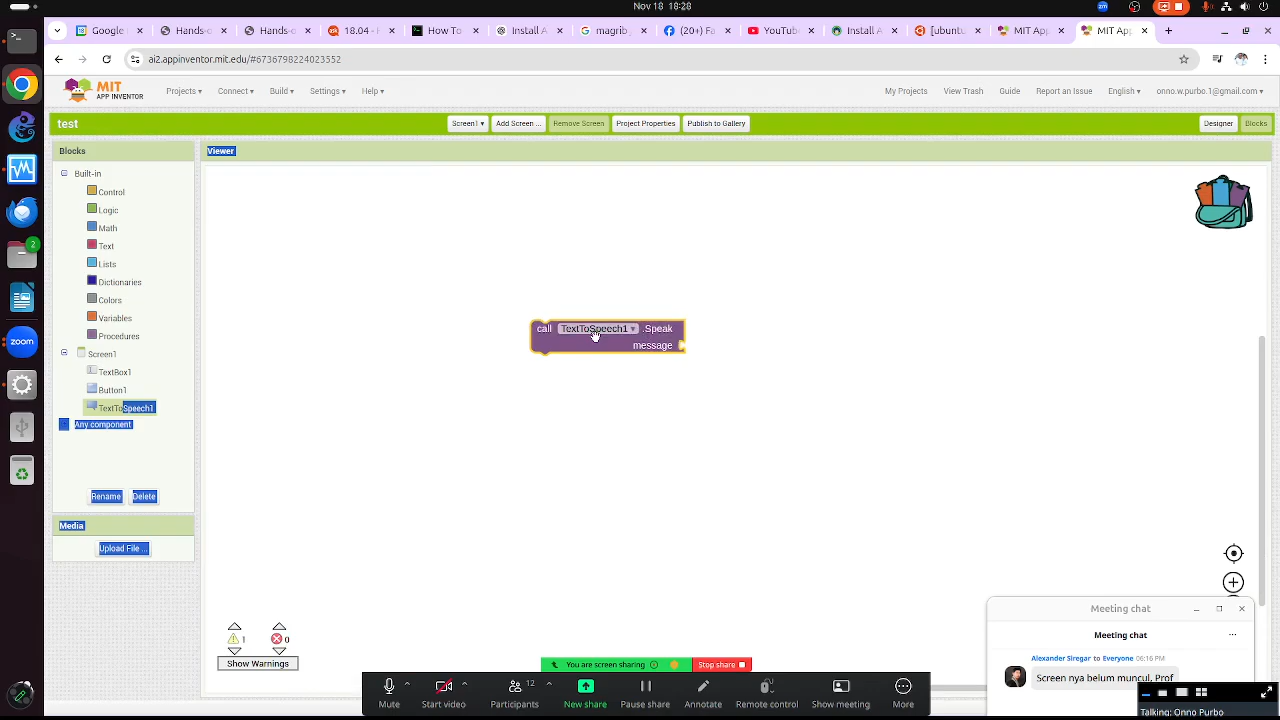 Nov 18 18:28
Google
Hands-o
Hands-o
18.04 -
How To
Install A
magrib
(20+) Fa
YouTub
Install A
[ubuntu
MIT Ap
MIT Ap
ai2.appinventor.mit.edu/#6736798224023552
MIT
APP INVENTOR
Projects ▾
Connect ▾
Build ▾
Settings ▾
Help ▾
My Projects
View Trash
Guide
Report an Issue
English ▾
onno.w.purbo.1@gmail.com ▾
test
Screen1 ▾
Add Screen ...
Remove Screen
Project Properties
Publish to Gallery
Designer
Blocks
Blocks
Viewer
Built-in
Control
Logic
Math
Text
Lists
Dictionaries
Colors
Variables
Procedures
Screen1
TextBox1
Button1
TextToSpeech1
Any component
Rename
Delete
Media
Upload File ...
call TextToSpeech1 ▾ .Speak
message
1
0
Show Warnings
2
zoom
You are screen sharing
Stop share
Mute
Start video
12
Participants
New share
Pause share
Annotate
Remote control
Show meeting
More
Meeting chat
Meeting chat
Alexander Siregar to Everyone 06:16 PM
Screen nya belum muncul, Prof
Talking: Onno Purbo